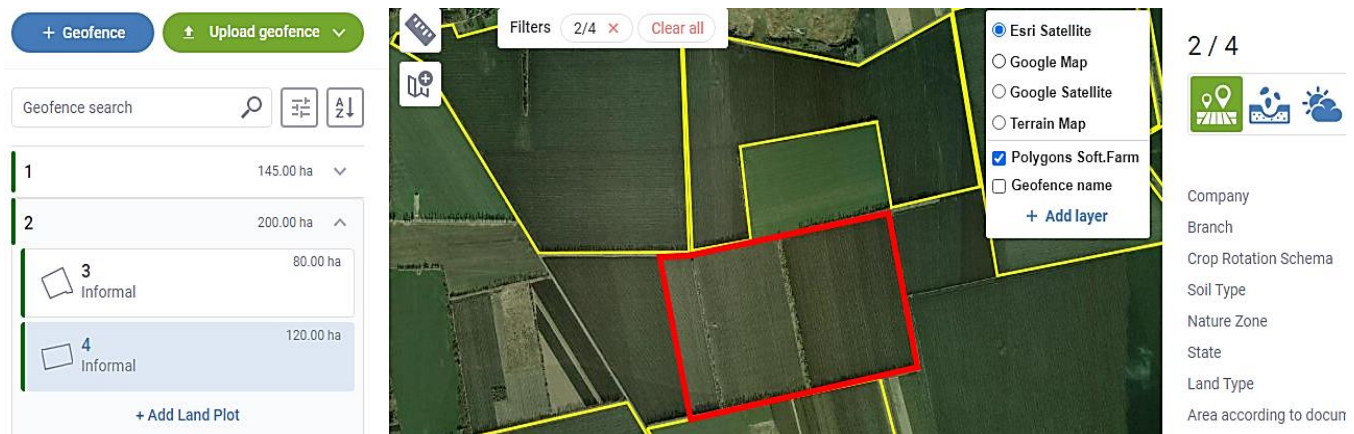 + Geofence
Upload geofence
Geofence search
A
Z
1
145.00 ha
2
200.00 ha
3
80.00 ha
Informal
4
120.00 ha
Informal
+ Add Land Plot
Filters 2/4 × Clear all
Esri Satellite
Google Map
Google Satellite
Terrain Map
Polygons Soft.Farm
Geofence name
+ Add layer
2 / 4
Company
Branch
Crop Rotation Schema
Soil Type
Nature Zone
State
Land Type
Area according to docum